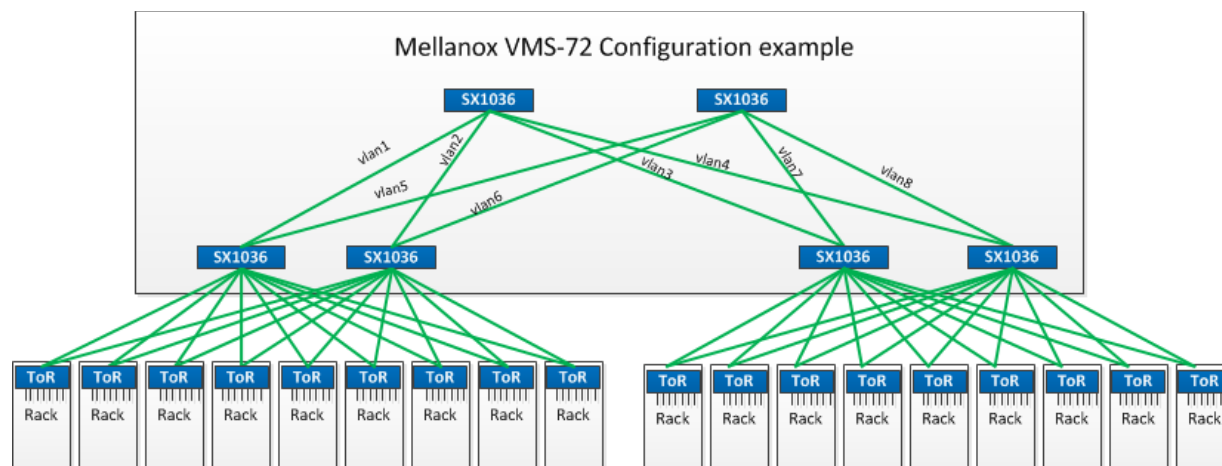 Mellanox VMS-72 Configuration example
SX1036 SX1036
vlan1 vlan2 vlan3 vlan4 vlan7 vlan8
vlan5 vlan6
SX1036 SX1036 SX1036 SX1036
ToR ToR ToR ToR ToR ToR ToR ToR ToR ToR ToR ToR ToR ToR ToR ToR ToR ToR
Rack Rack Rack Rack Rack Rack Rack Rack Rack Rack Rack Rack Rack Rack Rack Rack Rack Rack